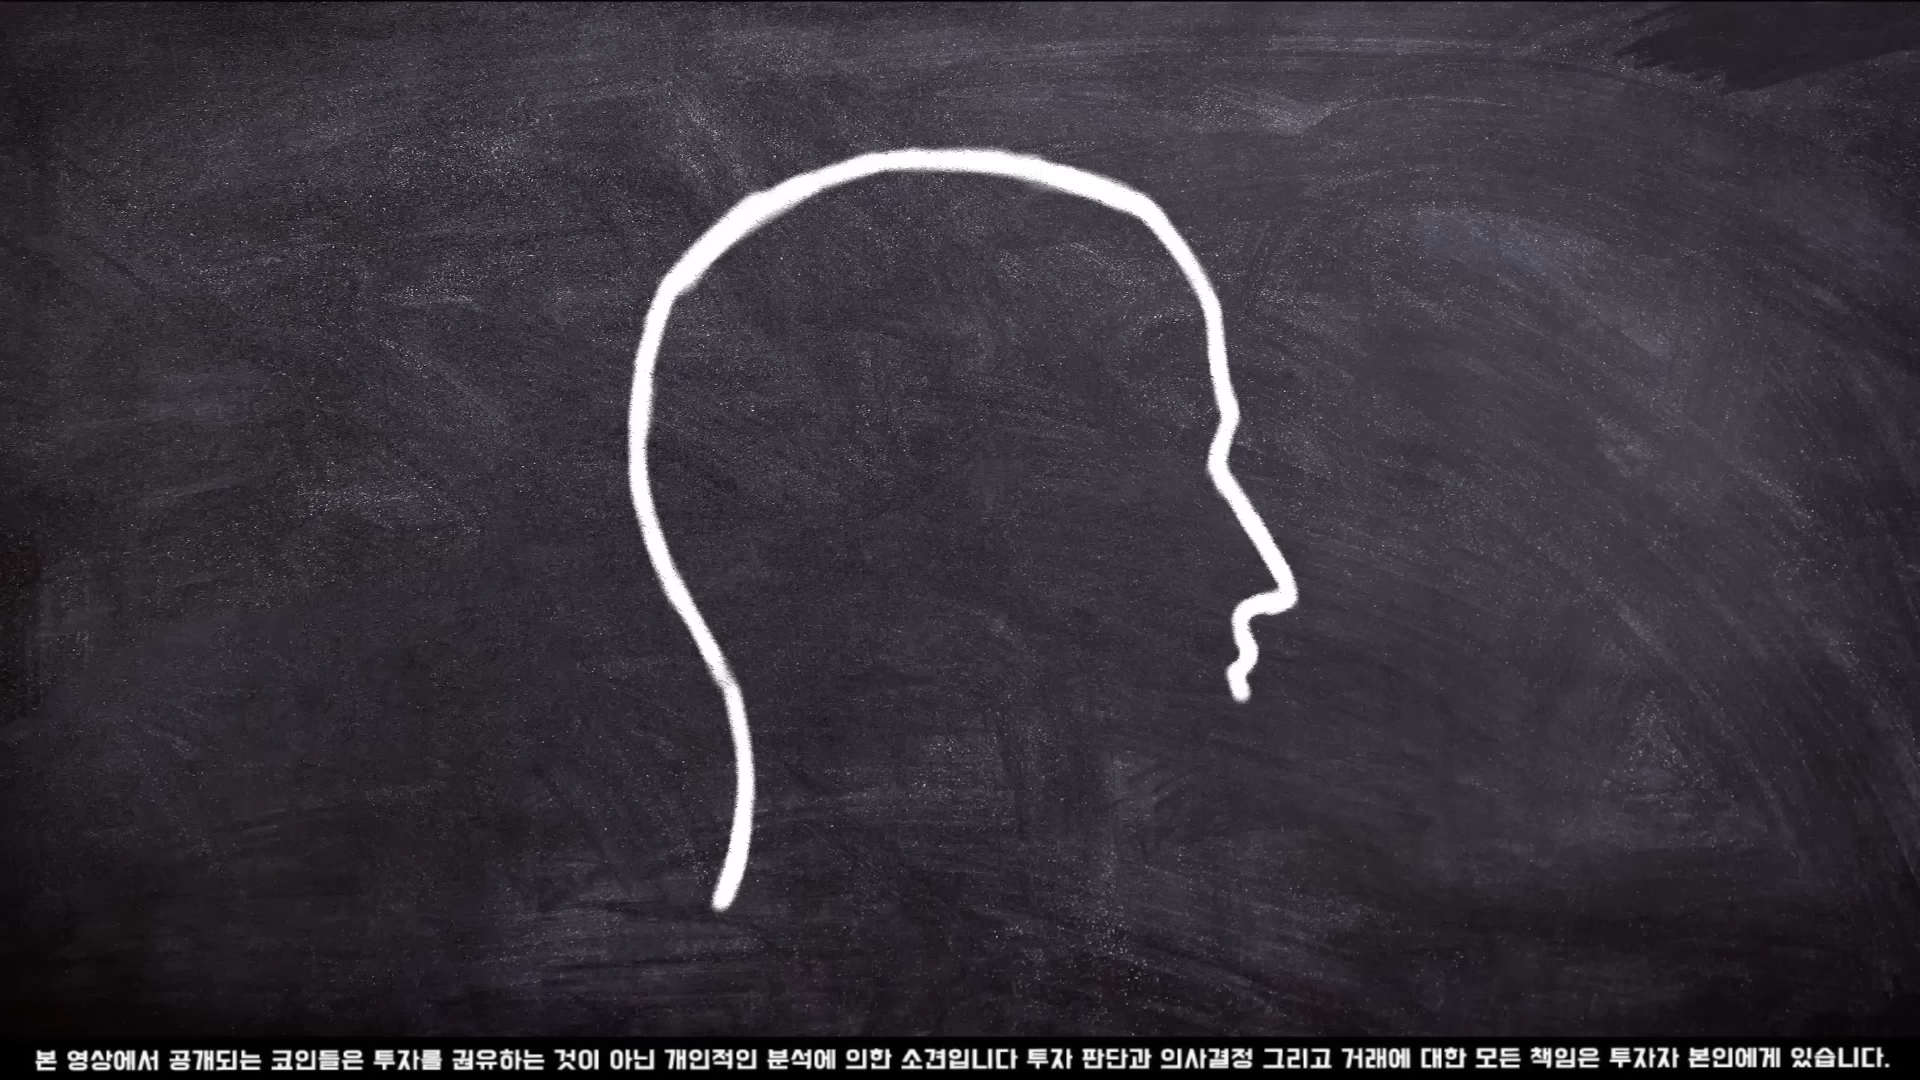 본 영상에서 공개되는 코인들은 투자를 권유하는 것이 아닌 개인적인 분석에 의한 소견입니다 투자 판단과 의사결정 그리고 거래에 대한 모든 책임은 투자자 본인에게 있습니다.